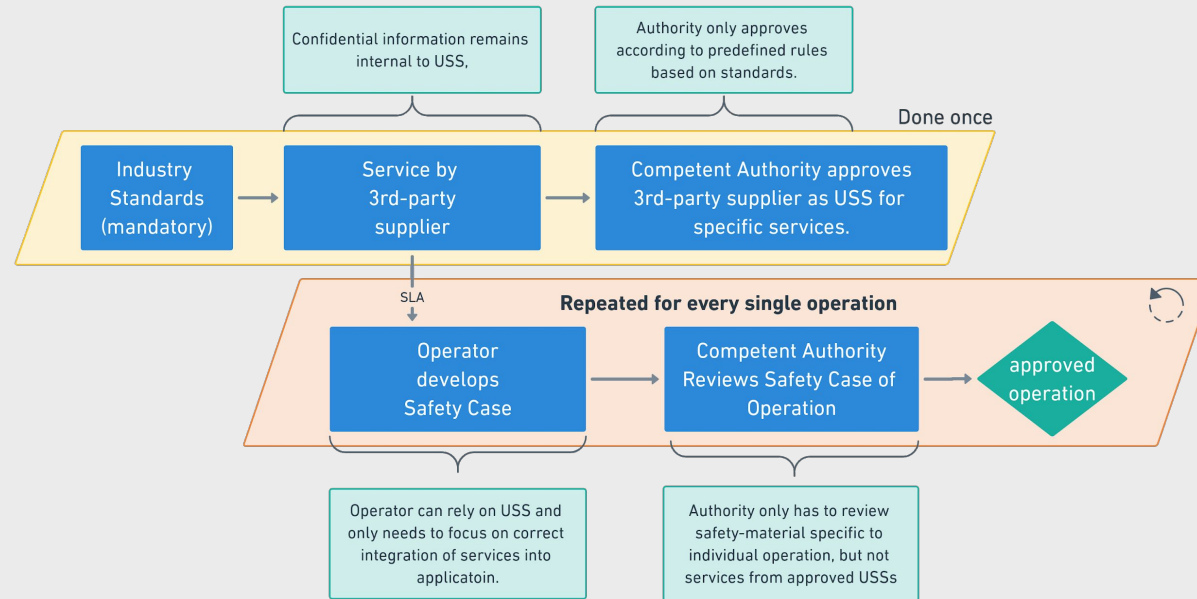 Confidential information remains
internal to USS,
Authority only approves
according to predefined rules
based on standards.
Done once
Industry
Standards
(mandatory)
Service by
3rd-party
supplier
Competent Authority approves
3rd-party supplier as USS for
specific services.
SLA
Repeated for every single operation
Operator
develops
Safety Case
Competent Authority
Reviews Safety Case of
Operation
approved
operation
Operator can rely on USS and
only needs to focus on correct
integration of services into
applicatoin.
Authority only has to review
safety-material specific to
individual operation, but not
services from approved USSs